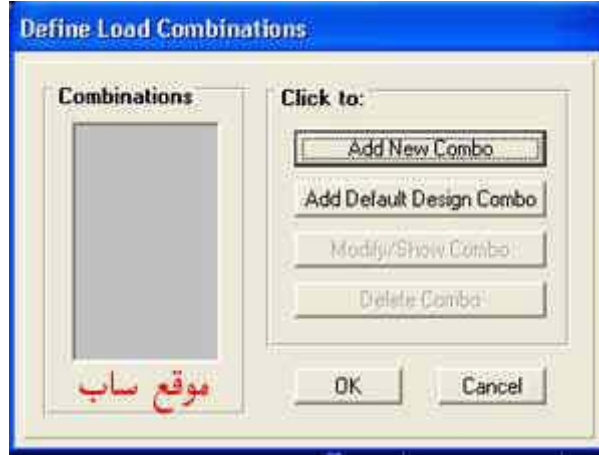 Define Load Combinations
Combinations
Click to:
Add New Combo
Add Default Design Combo
Modify/Show Combo
Delete Combo
موقع ساب
OK
Cancel